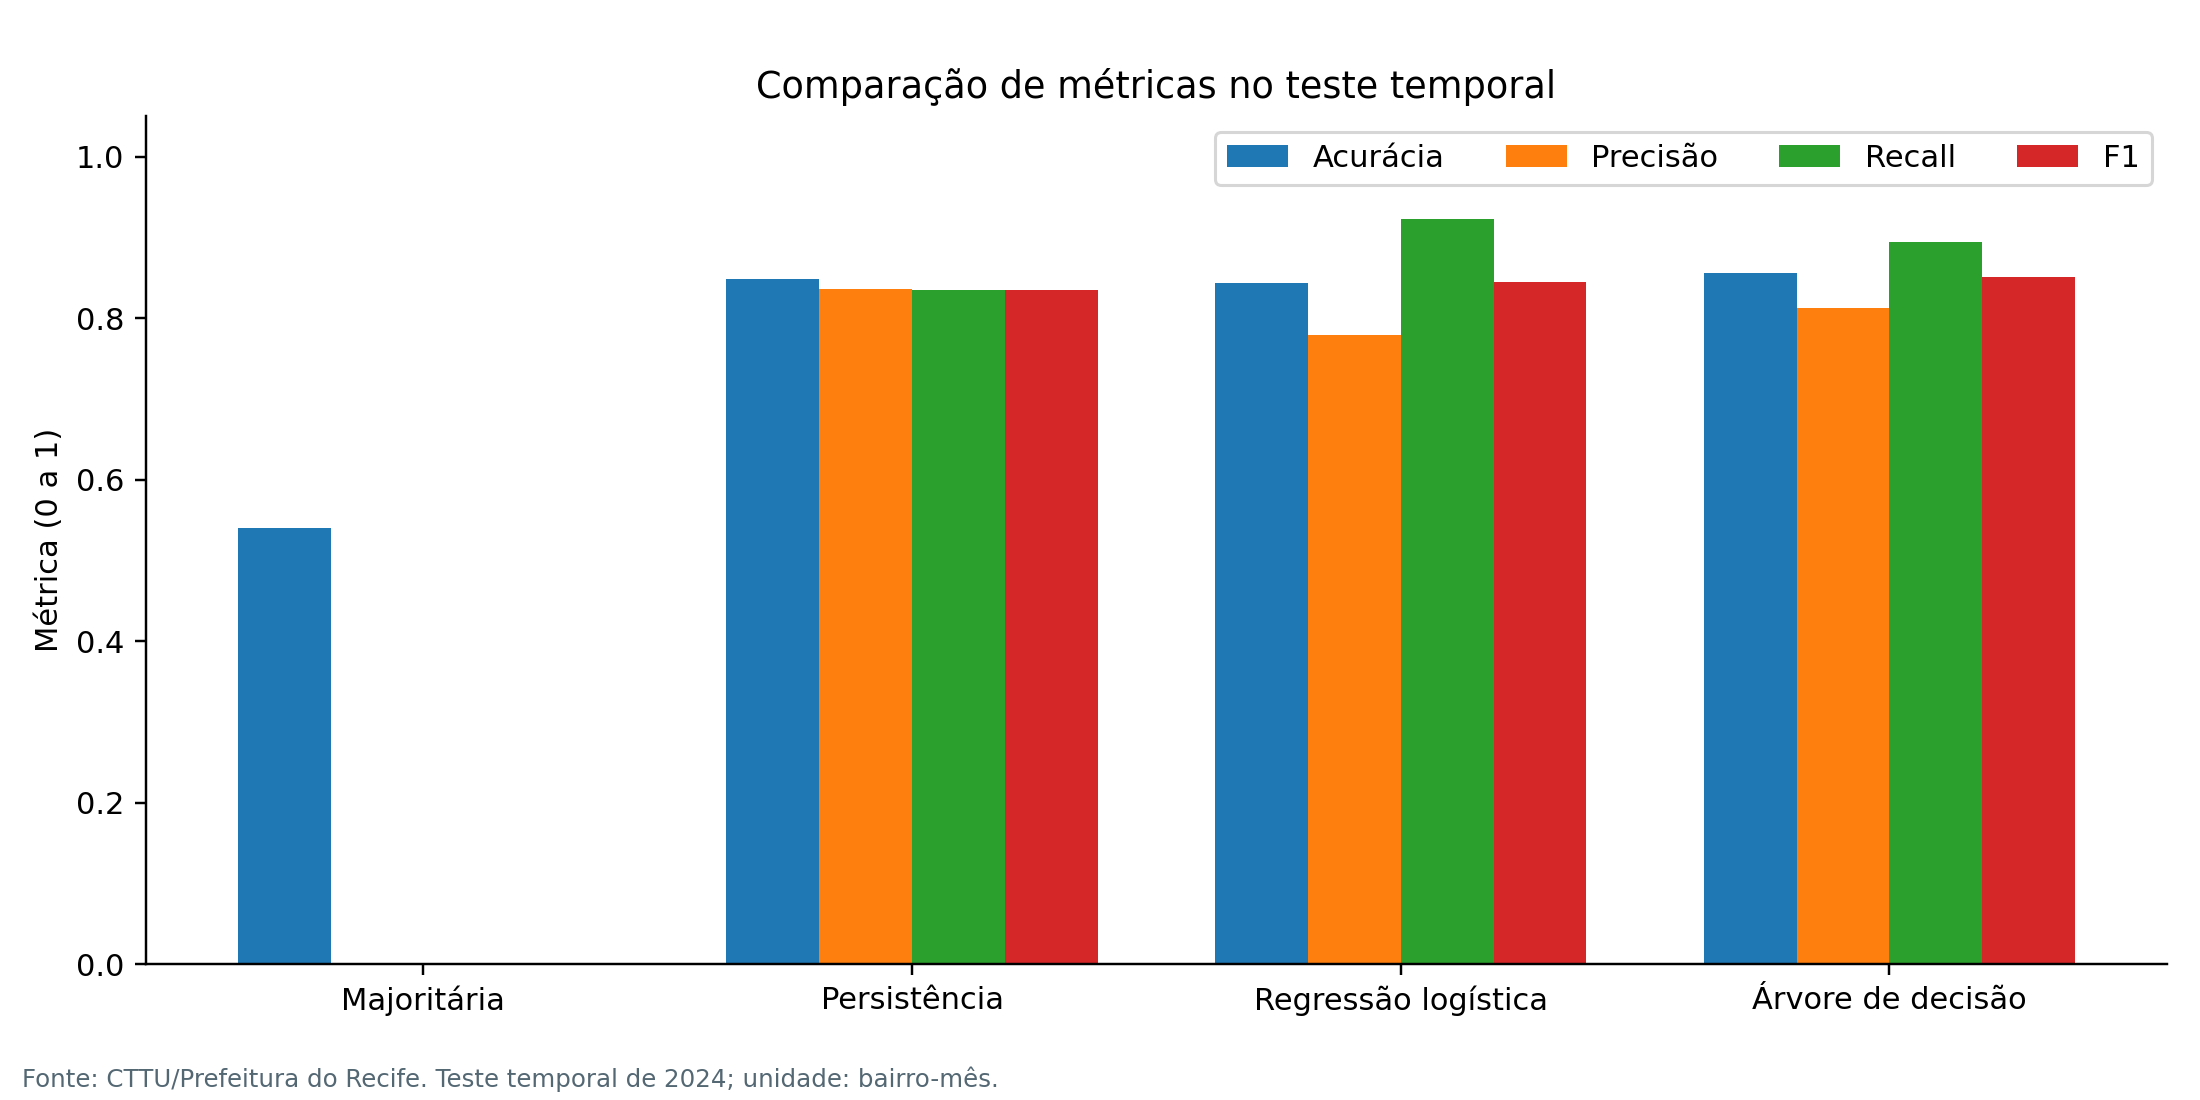 Comparação de métricas no teste temporal
Acurácia Precisão Recall F1
Métrica (0 a 1)
1.0
0.8
0.6
0.4
0.2
0.0
Majoritária Persistência Regressão logística Árvore de decisão
Fonte: CTTU/Prefeitura do Recife. Teste temporal de 2024; unidade: bairro-mês.